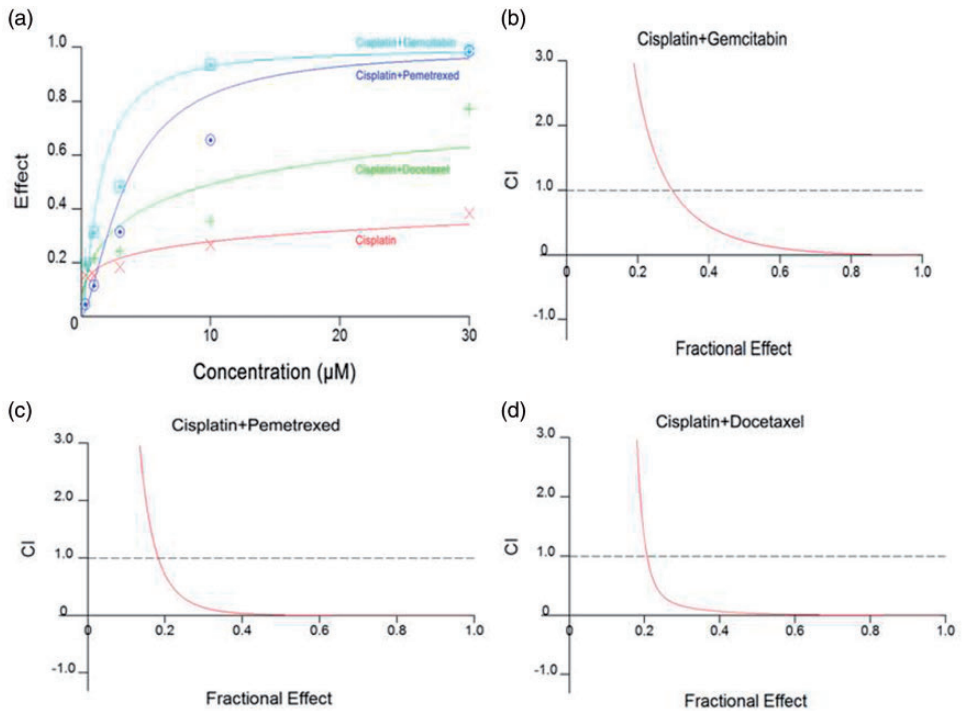 (a)
1.0
0.8
0.6
0.4
0.2
0
10
20
30
Effect
Concentration (µM)
Cisplatin+Gemcitabin
Cisplatin+Pemetrexed
Cisplatin+Docetaxel
Cisplatin
(b)
Cisplatin+Gemcitabin
3.0
2.0
1.0
0
-1.0
0
0.2
0.4
0.6
0.8
1.0
CI
Fractional Effect
(c)
Cisplatin+Pemetrexed
3.0
2.0
1.0
0
-1.0
0
0.2
0.4
0.6
0.8
1.0
CI
Fractional Effect
(d)
Cisplatin+Docetaxel
3.0
2.0
1.0
0
-1.0
0
0.2
0.4
0.6
0.8
1.0
CI
Fractional Effect